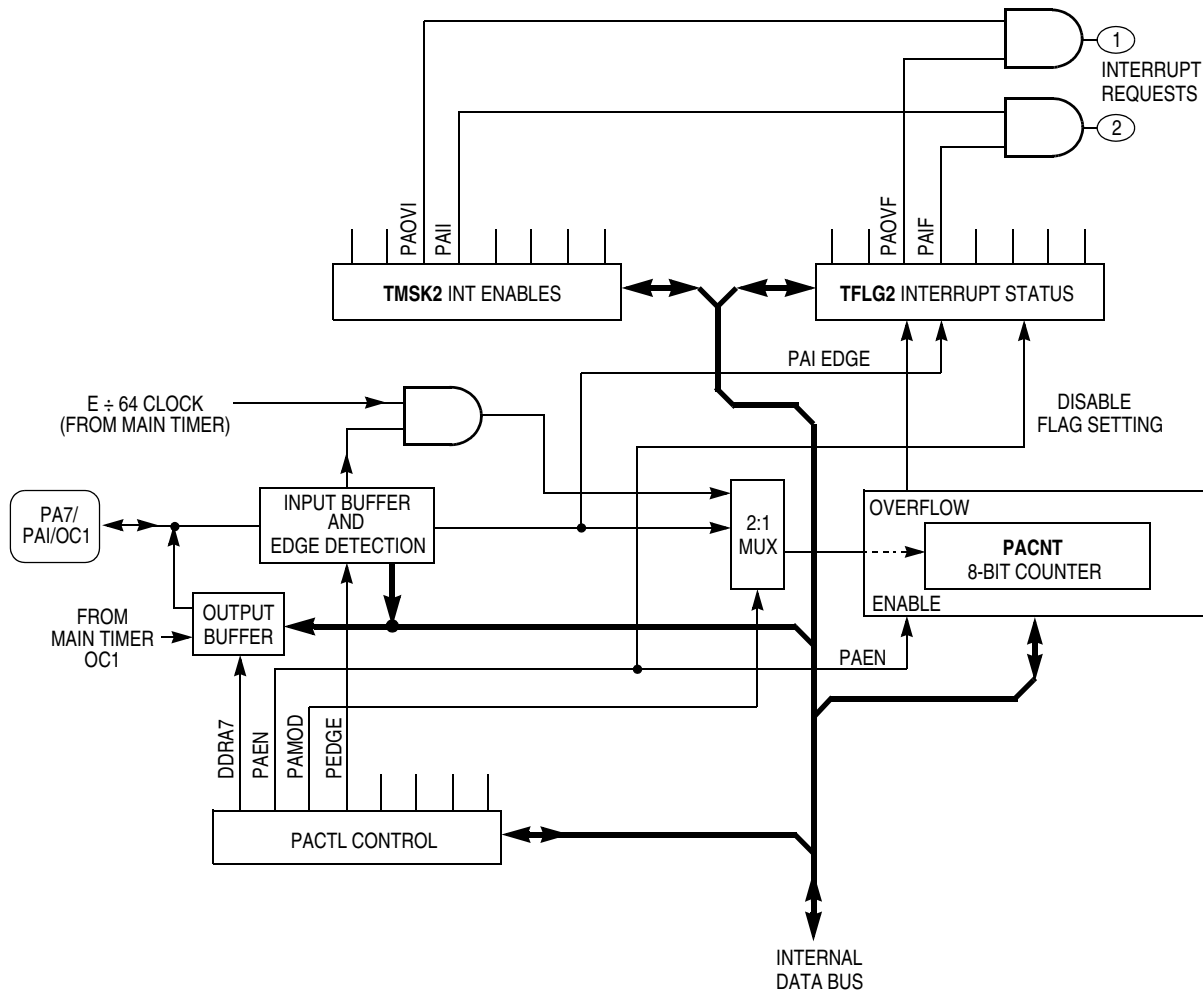 1
INTERRUPT
REQUESTS
2
PAOVI
PAII
PAOVF
PAIF
TMSK2 INT ENABLES
TFLG2 INTERRUPT STATUS
PAI EDGE
E ÷ 64 CLOCK
(FROM MAIN TIMER)
DISABLE
FLAG SETTING
PA7/
PAI/OC1
INPUT BUFFER
AND
EDGE DETECTION
2:1
MUX
OVERFLOW
PACNT
8-BIT COUNTER
ENABLE
FROM
MAIN TIMER
OC1
OUTPUT
BUFFER
PAEN
DDRA7
PAEN
PAMOD
PEDGE
PACTL CONTROL
INTERNAL
DATA BUS